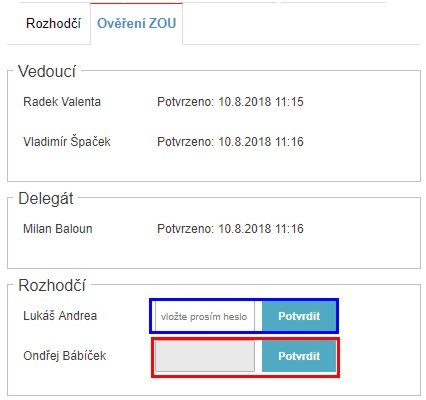 Rozhodčí Ověření ZOU
Vedoucí
Radek Valenta Potvrzeno: 10.8.2018 11:15
Vladimír Špaček Potvrzeno: 10.8.2018 11:16
Delegát
Milan Baloun Potvrzeno: 10.8.2018 11:16
Rozhodčí
Lukáš Andrea vložte prosím heslo Potvrdit
Ondřej Bábíček Potvrdit